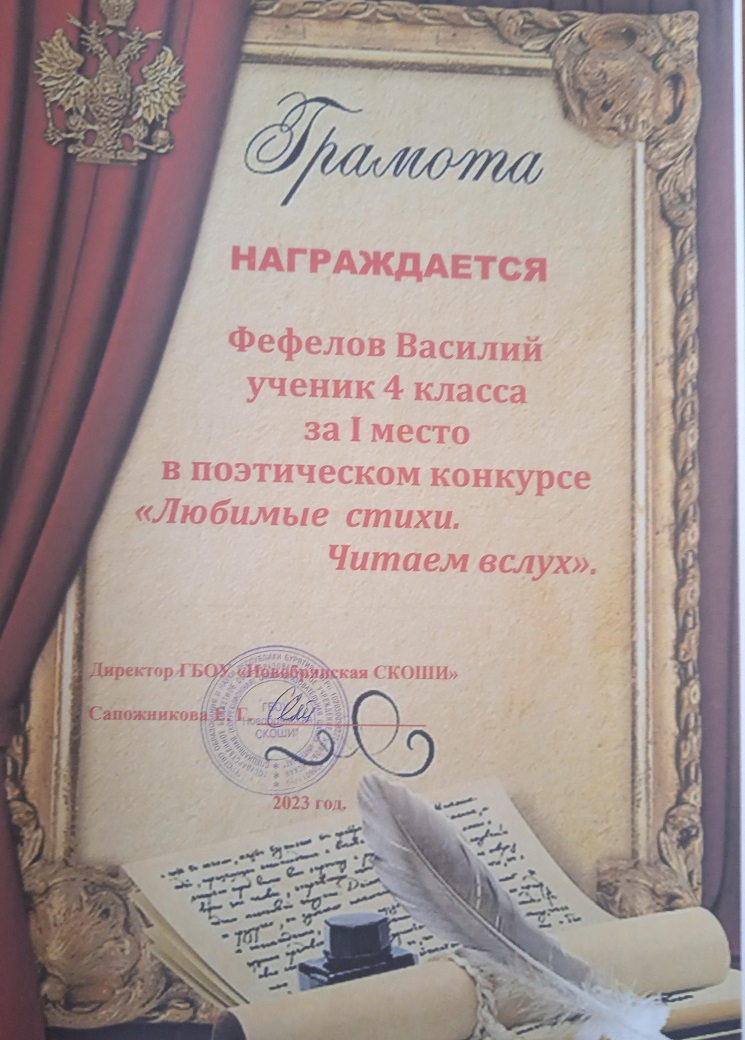 Грамота
НАГРАЖДАЕТСЯ
Фефелов Василий
ученик 4 класса
за I место
в поэтическом конкурсе
«Любимые стихи.
Читаем вслух».
Директор ГБОУ «Новобрянская СКОШИ»
Сапожникова
СКОШИ"
2023 год.